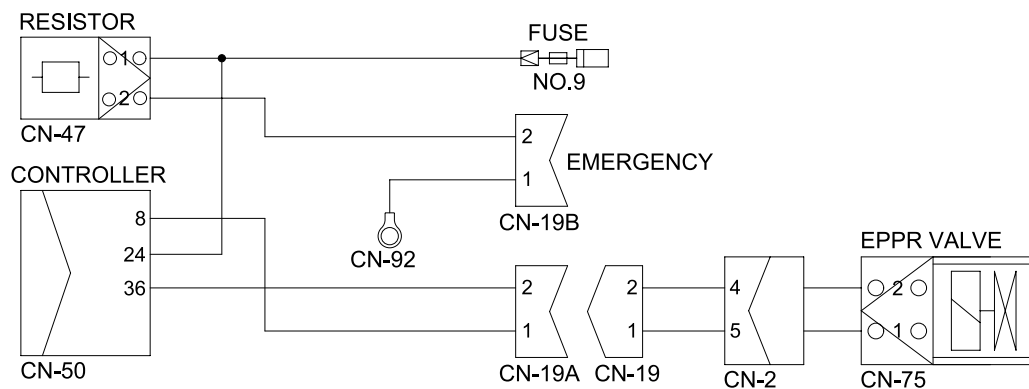 RESISTOR
1
2
CN-47
FUSE
NO.9
2
1
EMERGENCY
CN-19B
CN-92
CONTROLLER
8
24
36
CN-50
2
1
CN-19A
2
1
CN-19
4
5
CN-2
EPPR VALVE
2
1
CN-75